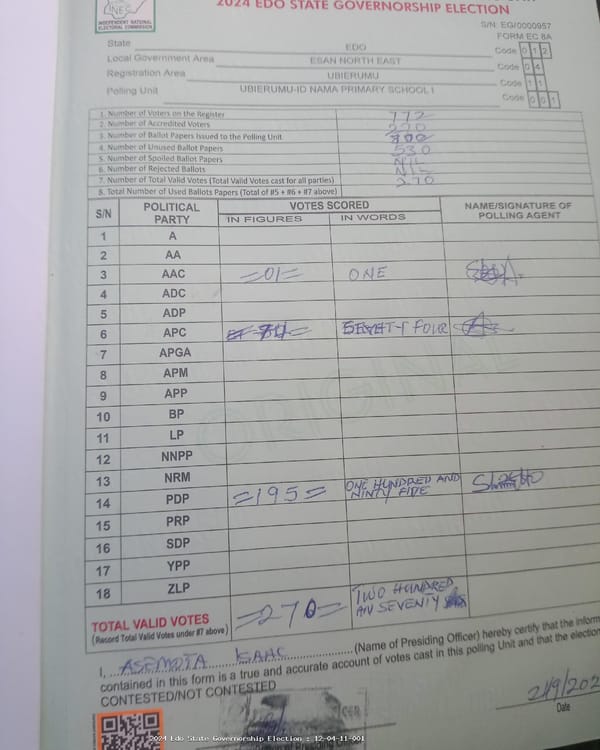 2024 EDO STATE GOVERNORSHIP ELECTION
INEC
INDEPENDENT NATIONAL ELECTORAL COMMISSION
S/N: EG/0000957
FORM EC 8A
State EDO Code 0 1 2
Local Government Area ESAN NORTH EAST Code 0 4
Registration Area UBIERUMU Code 1 1
Polling Unit UBIERUMU-ID NAMA PRIMARY SCHOOL I Code 0 0 1
1. Number of Voters on the Register 772
2. Number of Accredited Voters 270
3. Number of Ballot Papers Issued to the Polling Unit
4. Number of Unused Ballot Papers 530
5. Number of Spoiled Ballot Papers NIL
6. Number of Rejected Ballots NIL
7. Number of Total Valid Votes (Total Valid Votes cast for all parties) 270
8. Total Number of Used Ballots Papers (Total of #5 + #6 + #7 above)
S/N POLITICAL PARTY VOTES SCORED NAME/SIGNATURE OF POLLING AGENT
IN FIGURES IN WORDS
1 A
2 AA
3 AAC =01= ONE
4 ADC
5 ADP
6 APC 74= SEVENTY FOUR
7 APGA
8 APM
9 APP
10 BP
11 LP
12 NNPP
13 NRM
14 PDP =195= ONE HUNDRED AND NINTY FIVE
15 PRP
16 SDP
17 YPP
18 ZLP
ORIGINAL
TOTAL VALID VOTES =270= TWO HUNDRED AN SEVENTY
(Record Total Valid Votes under #7 above)
I, ASEMOTA ISAAC (Name of Presiding Officer) hereby certify that the inform
contained in this form is a true and accurate account of votes cast in this polling Unit and that the election
CONTESTED/NOT CONTESTED
21/9/202
Date
of Presiding Officer
2024 Edo State Governorship Election : 12-04-11-001